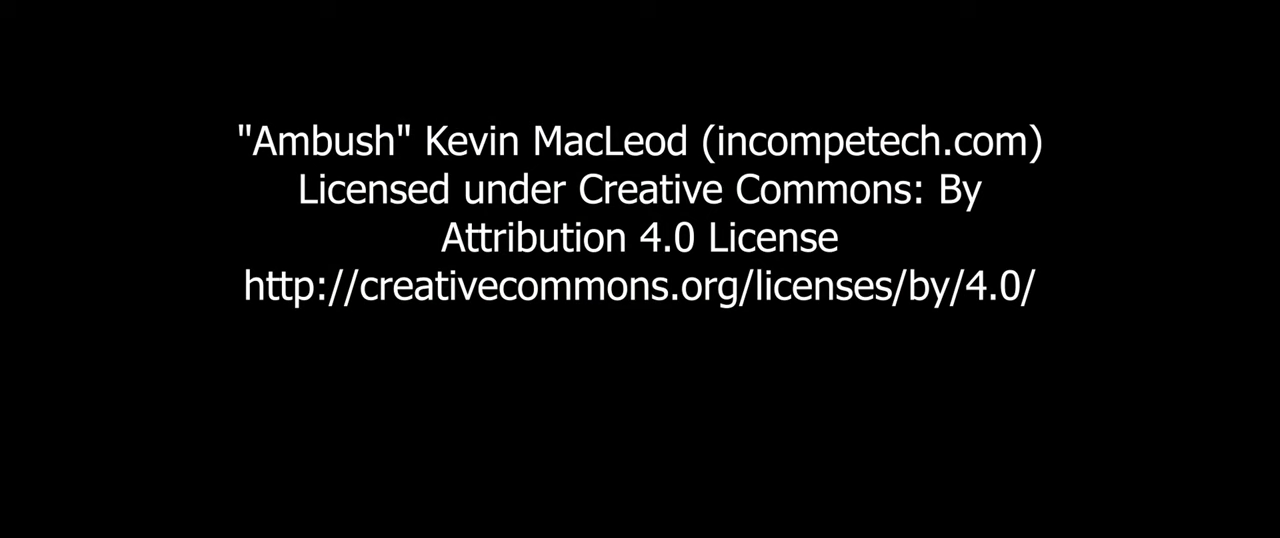 "Ambush" Kevin MacLeod (incompetech.com)
Licensed under Creative Commons: By
Attribution 4.0 License
http://creativecommons.org/licenses/by/4.0/